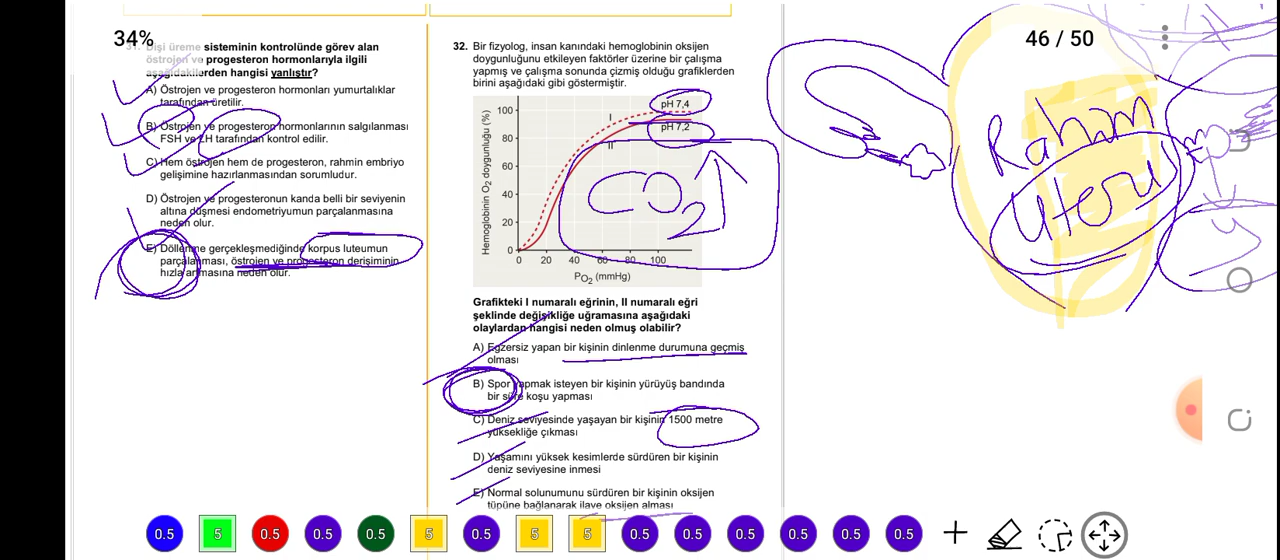 34%
46 / 50
31. Dişi üreme sisteminin kontrolünde görev alan
östrojen ve progesteron hormonlarıyla ilgili
aşağıdakilerden hangisi yanlıştır?
A) Östrojen ve progesteron hormonları yumurtalıklar
tarafından üretilir.
B) Östrojen ve progesteron hormonlarının salgılanması
FSH ve LH tarafından kontrol edilir.
C) Hem östrojen hem de progesteron, rahmin embriyo
gelişimine hazırlanmasından sorumludur.
D) Östrojen ve progesteronun kanda belli bir seviyenin
altına düşmesi endometriyumun parçalanmasına
neden olur.
E) Döllenme gerçekleşmediğinde korpus luteumun
parçalanması, östrojen ve progesteron derişiminin
hızla artmasına neden olur.
32. Bir fizyolog, insan kanındaki hemoglobinin oksijen
doygunluğunu etkileyen faktörler üzerine bir çalışma
yapmış ve çalışma sonunda çizmiş olduğu grafiklerden
birini aşağıdaki gibi göstermiştir.
Hemoglobinin O2 doygunluğu (%)
100
80
60
40
20
0
pH 7,4
I
pH 7,2
II
CO2
0 20 40 60 80 100
PO2 (mmHg)
Grafikteki I numaralı eğrinin, II numaralı eğri
şeklinde değişikliğe uğramasına aşağıdaki
olaylardan hangisi neden olmuş olabilir?
A) Egzersiz yapan bir kişinin dinlenme durumuna geçmiş
olması
B) Spor yapmak isteyen bir kişinin yürüyüş bandında
bir süre koşu yapması
C) Deniz seviyesinde yaşayan bir kişinin 1500 metre
yüksekliğe çıkması
D) Yaşamını yüksek kesimlerde sürdüren bir kişinin
deniz seviyesine inmesi
E) Normal solunumunu sürdüren bir kişinin oksijen
tüpüne bağlanarak ilave oksijen alması
Rahim
0.5 5 0.5 0.5 0.5 5 0.5 5 5 0.5 0.5 0.5 0.5 0.5 0.5